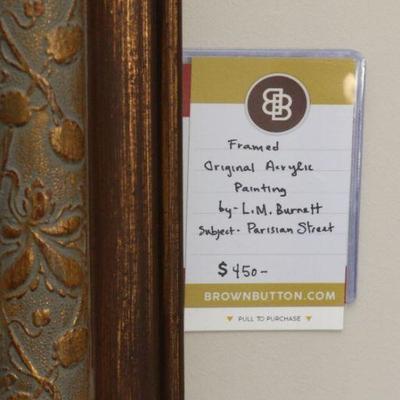 BB
Framed
Original Acrylic
Painting
by- L.M. Burnett
Subject- Parisian Street
$450-
BROWNBUTTON.COM
▼ PULL TO PURCHASE ▼